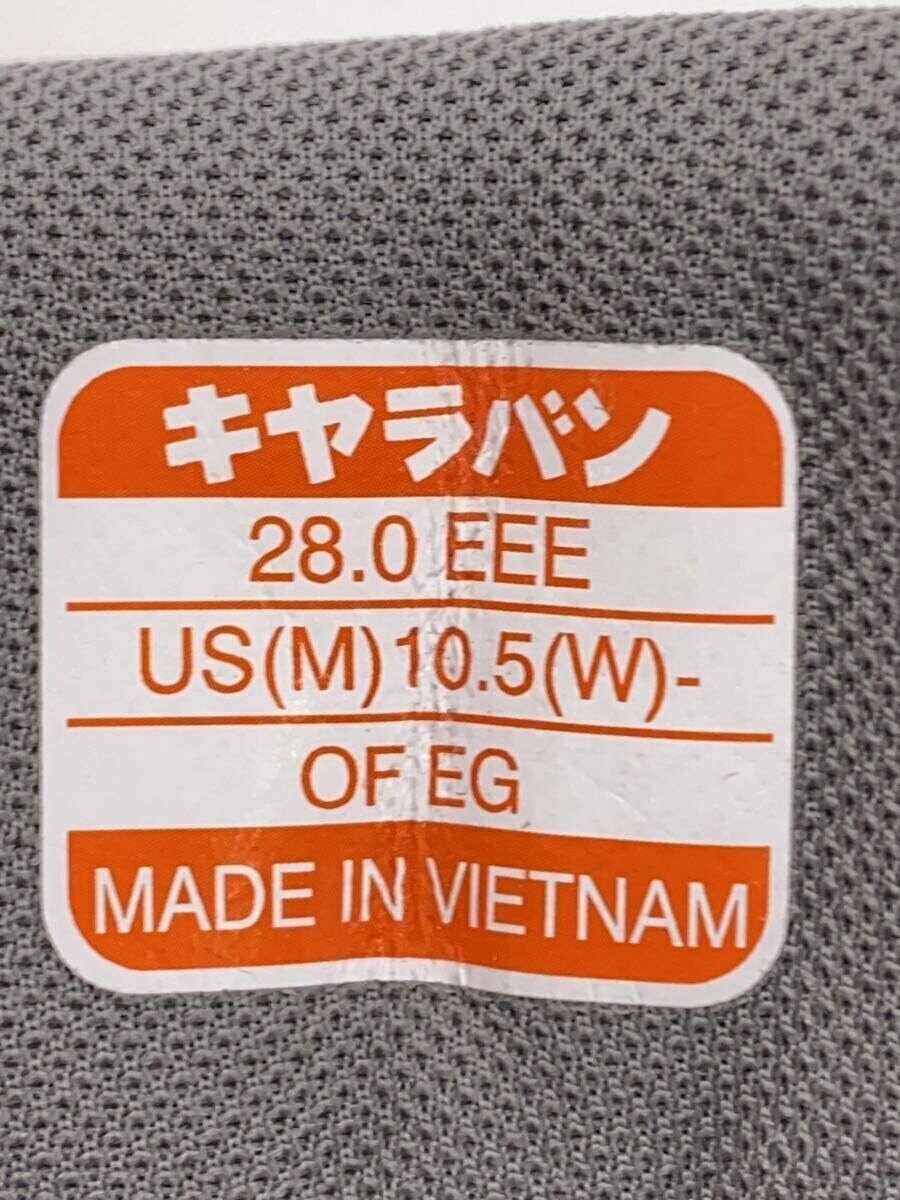 キャラバン
28.0 EEE
US(M)10.5(W)-
OF EG
MADE IN VIETNAM